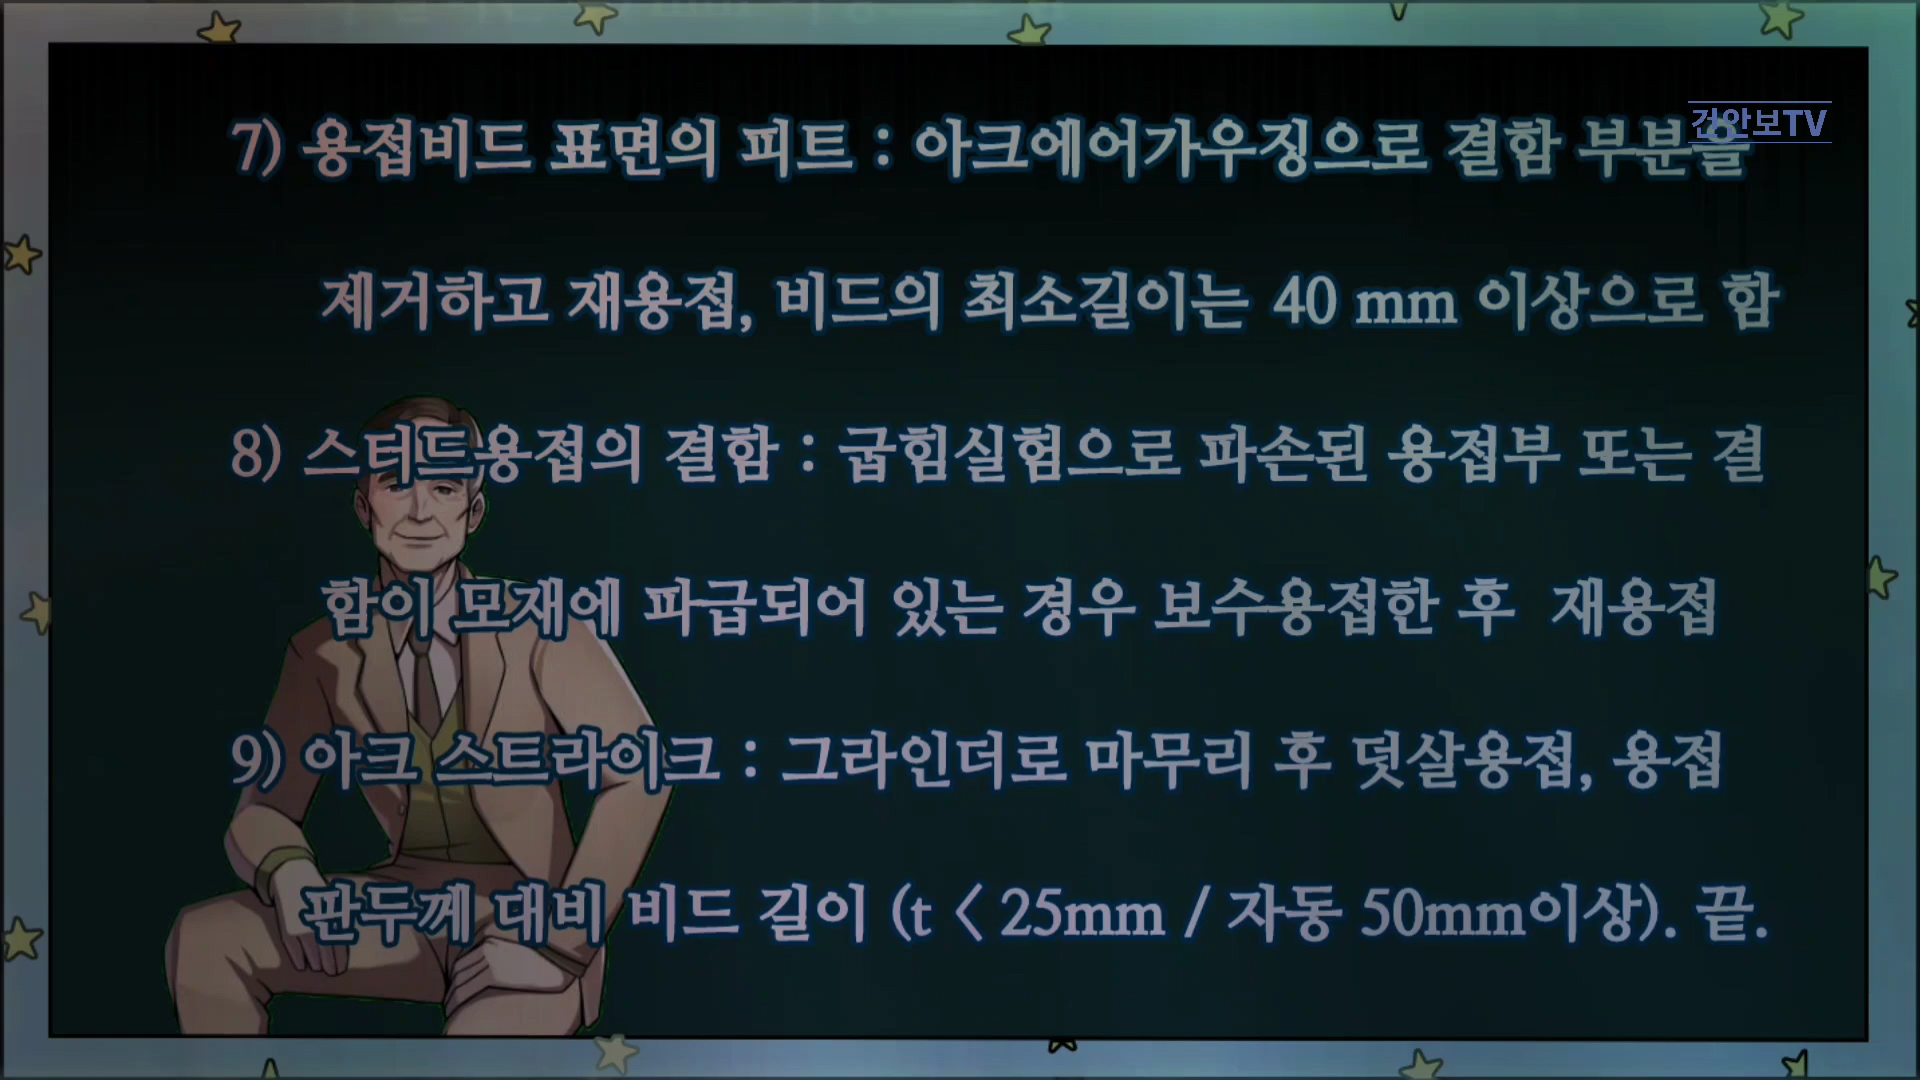 건안보TV
7) 용접비드 표면의 피트 : 아크에어가우징으로 결함 부분을
제거하고 재용접, 비드의 최소길이는 40 mm 이상으로 함
8) 스터드용접의 결함 : 굽힘실험으로 파손된 용접부 또는 결
함이 모재에 파급되어 있는 경우 보수용접한 후 재용접
9) 아크 스트라이크 : 그라인더로 마무리 후 덧살용접, 용접
판두께 대비 비드 길이 (t < 25mm / 자동 50mm이상). 끝.